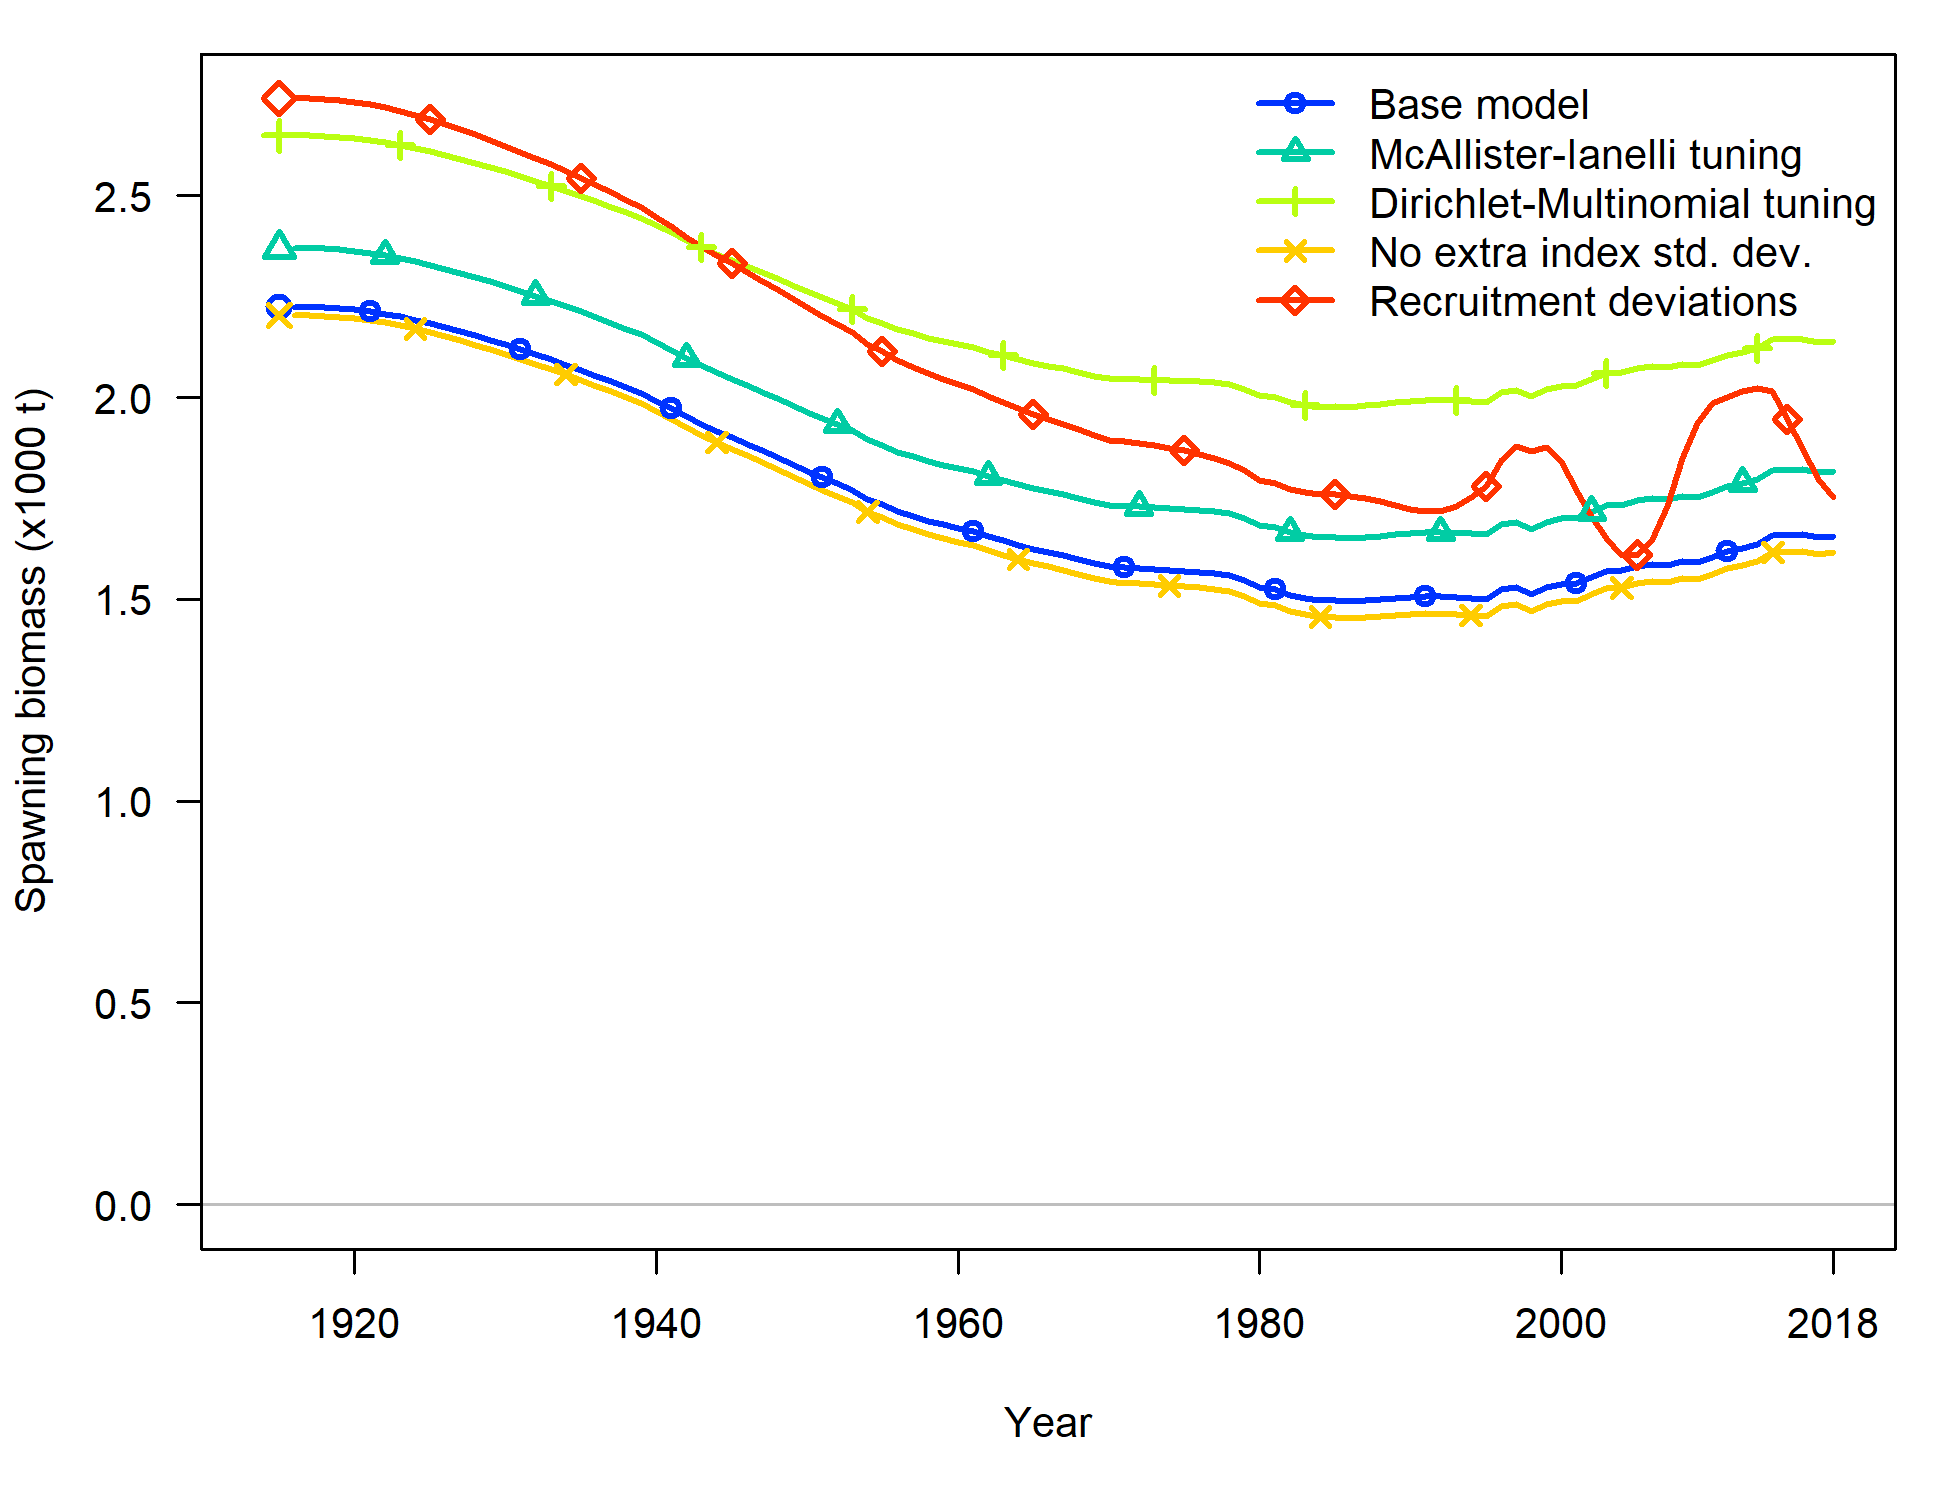 Base model
McAllister-Ianelli tuning
Dirichlet-Multinomial tuning
No extra index std. dev.
Recruitment deviations
Spawning biomass (x1000 t)
2.5
2.0
1.5
1.0
0.5
0.0
1920 1940 1960 1980 2000 2018
Year